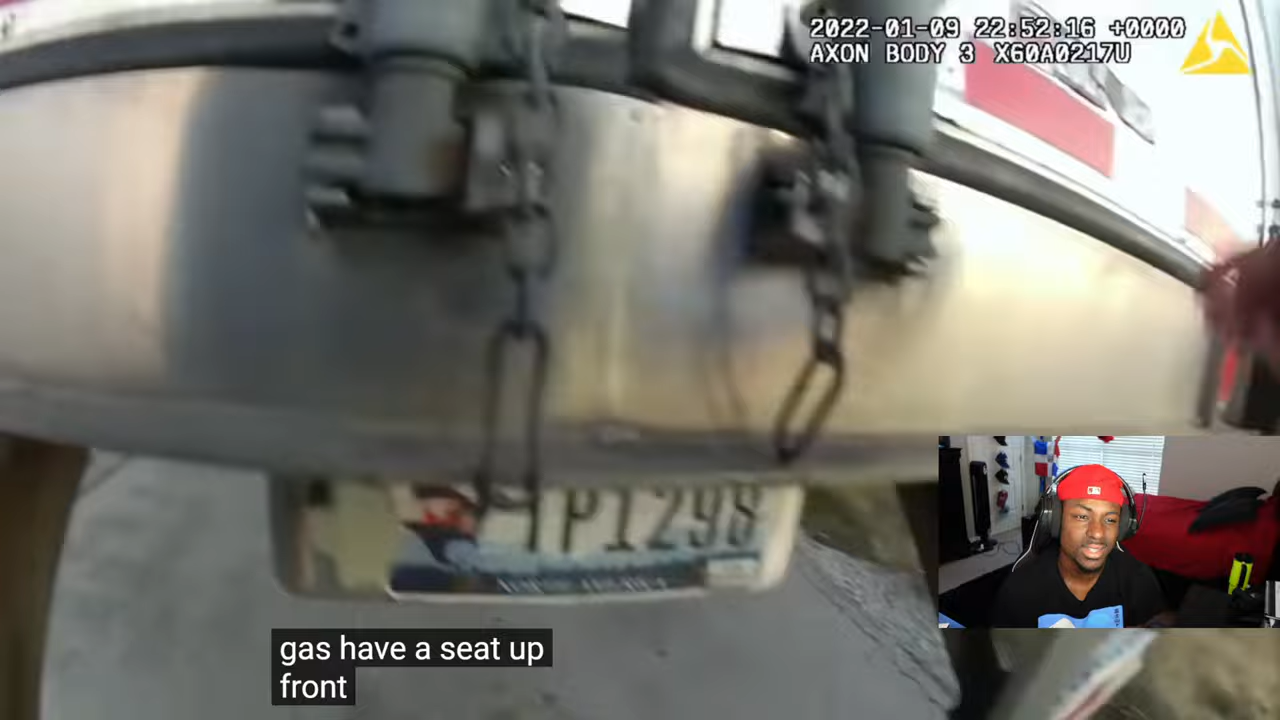 2022-01-09 22:52:16 +0000
AXON BODY 3 X60A0217U
P1298
gas have a seat up
front